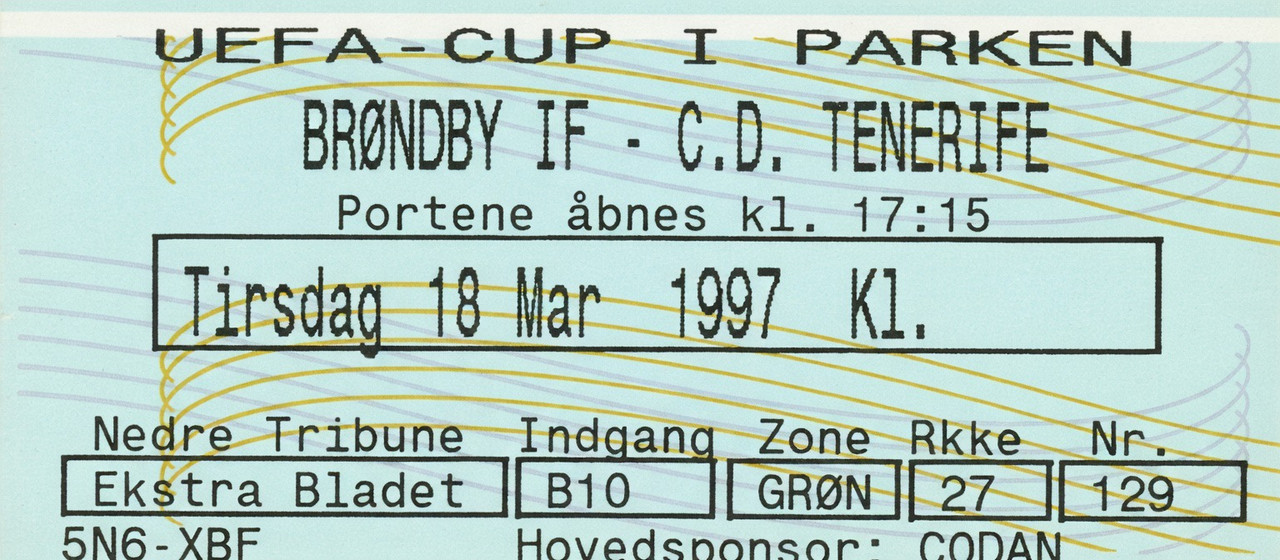 UEFA-CUP I PARKEN
BRØNDBY IF - C.D. TENERIFE
Portene åbnes kl. 17:15
Tirsdag 18 Mar 1997 Kl.
Nedre Tribune Indgang Zone Rkke Nr.
Ekstra Bladet B10 GRØN 27 129
5N6-XBF Hovedsponsor: CODAN